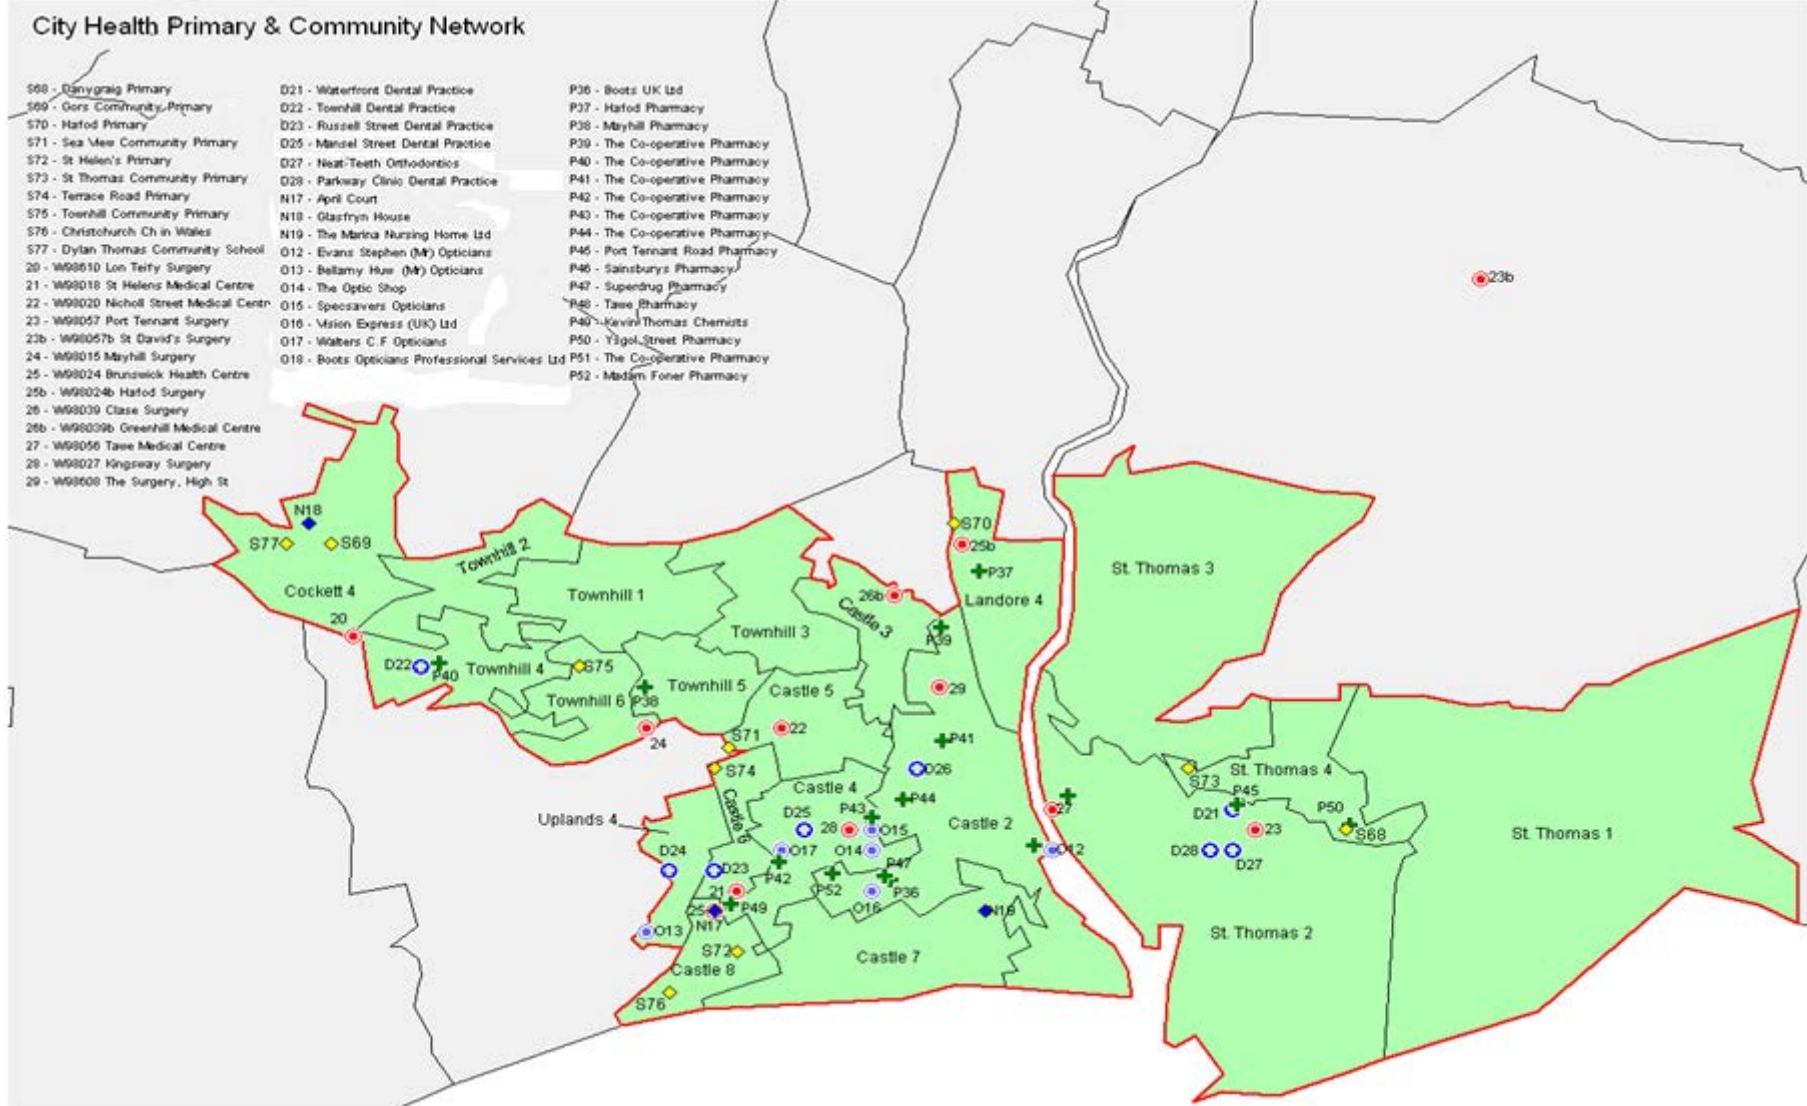 City Health Primary & Community Network
S68 - Danygraig Primary
S69 - Gors Community Primary
S70 - Hafod Primary
S71 - Sea View Community Primary
S72 - St Helen's Primary
S73 - St Thomas Community Primary
S74 - Terrace Road Primary
S75 - Townhill Community Primary
S76 - Christchurch Ch in Wales
S77 - Dylan Thomas Community School
20 - W98610 Lon Teify Surgery
21 - W98018 St Helens Medical Centre
22 - W98020 Nicholl Street Medical Centr
23 - W98057 Port Tennant Surgery
23b - W98057b St David's Surgery
24 - W98015 Mayhill Surgery
25 - W98024 Brunswick Health Centre
25b - W98024b Hafod Surgery
26 - W98039 Clase Surgery
26b - W98039b Greenhill Medical Centre
27 - W98056 Tawe Medical Centre
28 - W98027 Kingsway Surgery
29 - W98608 The Surgery, High St
D21 - Waterfront Dental Practice
D22 - Townhill Dental Practice
D23 - Russell Street Dental Practice
D25 - Mansel Street Dental Practice
D27 - Neat-Teeth Orthodontics
D28 - Parkway Clinic Dental Practice
N17 - April Court
N18 - Glasfryn House
N19 - The Marina Nursing Home Ltd
O12 - Evans Stephen (Mr) Opticians
O13 - Bellamy Huw (Mr) Opticians
O14 - The Optic Shop
O15 - Specsavers Opticians
O16 - Vision Express (UK) Ltd
O17 - Walters C.F Opticians
O18 - Boots Opticians Professional Services Ltd
P36 - Boots UK Ltd
P37 - Hafod Pharmacy
P38 - Mayhill Pharmacy
P39 - The Co-operative Pharmacy
P40 - The Co-operative Pharmacy
P41 - The Co-operative Pharmacy
P42 - The Co-operative Pharmacy
P43 - The Co-operative Pharmacy
P44 - The Co-operative Pharmacy
P45 - Port Tennant Road Pharmacy
P46 - Sainsburys Pharmacy
P47 - Superdrug Pharmacy
P48 - Tawe Pharmacy
P49 - Kevin Thomas Chemists
P50 - Ysgol Street Pharmacy
P51 - The Co-operative Pharmacy
P52 - Madam Foner Pharmacy
23b
N18
S77
S69
Cockett 4
20
Townhill 2
Townhill 1
Townhill 3
D22
P40
Townhill 4
S75
Townhill 6
P38
Townhill 5
24
S70
25b
P37
Landore 4
26b
Castle 3
P39
29
Castle 5
22
S71
S74
P41
D26
P44
Castle 4
Castle 6
Uplands 4
D25
28
P43
O15
Castle 2
27
O17
O14
O12
D24
D23
P42
P47
P52
P36
21
O16
25
P49
N17
N19
O13
S72
Castle 7
Castle 8
S76
St. Thomas 3
S73
St. Thomas 4
D21
P45
P50
S68
23
St. Thomas 1
D28
D27
St. Thomas 2